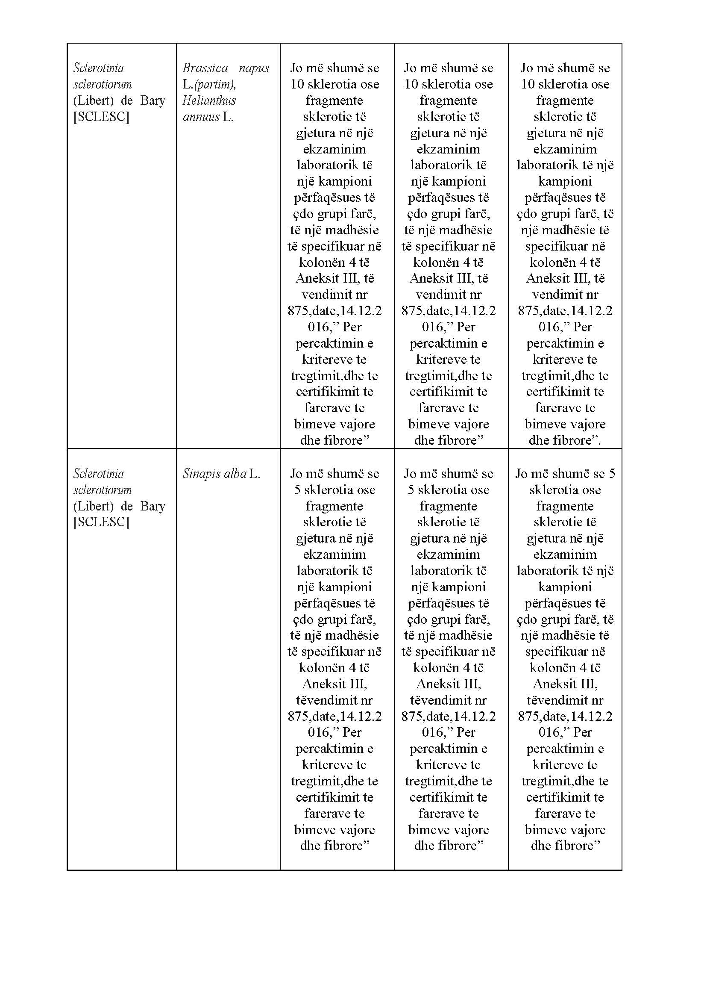 Sclerotinia
sclerotiorum
(Libert) de Bary
[SCLESC]
Brassica napus
L.(partim),
Helianthus
annuus L.
Jo më shumë se
10 sklerotia ose
fragmente
sklerotie të
gjetura në një
ekzaminim
laboratorik të
një kampioni
përfaqësues të
çdo grupi farë,
të një madhësie
të specifikuar në
kolonën 4 të
Aneksit III, të
vendimit nr
875,date,14.12.2
016,” Per
percaktimin e
kritereve te
tregtimit,dhe te
certifikimit te
farerave te
bimeve vajore
dhe fibrore”
Jo më shumë se
10 sklerotia ose
fragmente
sklerotie të
gjetura në një
ekzaminim
laboratorik të
një kampioni
përfaqësues të
çdo grupi farë,
të një madhësie
të specifikuar në
kolonën 4 të
Aneksit III, të
vendimit nr
875,date,14.12.2
016,” Per
percaktimin e
kritereve te
tregtimit,dhe te
certifikimit te
farerave te
bimeve vajore
dhe fibrore”
Jo më shumë se
10 sklerotia ose
fragmente
sklerotie të
gjetura në një
ekzaminim
laboratorik të një
kampioni
përfaqësues të
çdo grupi farë, të
një madhësie të
specifikuar në
kolonën 4 të
Aneksit III, të
vendimit nr
875,date,14.12.2
016,” Per
percaktimin e
kritereve te
tregtimit,dhe te
certifikimit te
farerave te
bimeve vajore
dhe fibrore”.
Sclerotinia
sclerotiorum
(Libert) de Bary
[SCLESC]
Sinapis alba L.
Jo më shumë se
5 sklerotia ose
fragmente
sklerotie të
gjetura në një
ekzaminim
laboratorik të
një kampioni
përfaqësues të
çdo grupi farë,
të një madhësie
të specifikuar në
kolonën 4 të
Aneksit III,
tëvendimit nr
875,date,14.12.2
016,” Per
percaktimin e
kritereve te
tregtimit,dhe te
certifikimit te
farerave te
bimeve vajore
dhe fibrore”
Jo më shumë se
5 sklerotia ose
fragmente
sklerotie të
gjetura në një
ekzaminim
laboratorik të
një kampioni
përfaqësues të
çdo grupi farë,
të një madhësie
të specifikuar në
kolonën 4 të
Aneksit III,
tëvendimit nr
875,date,14.12.2
016,” Per
percaktimin e
kritereve te
tregtimit,dhe te
certifikimit te
farerave te
bimeve vajore
dhe fibrore”
Jo më shumë se 5
sklerotia ose
fragmente
sklerotie të
gjetura në një
ekzaminim
laboratorik të një
kampioni
përfaqësues të
çdo grupi farë, të
një madhësie të
specifikuar në
kolonën 4 të
Aneksit III,
tëvendimit nr
875,date,14.12.2
016,” Per
percaktimin e
kritereve te
tregtimit,dhe te
certifikimit te
farerave te
bimeve vajore
dhe fibrore”